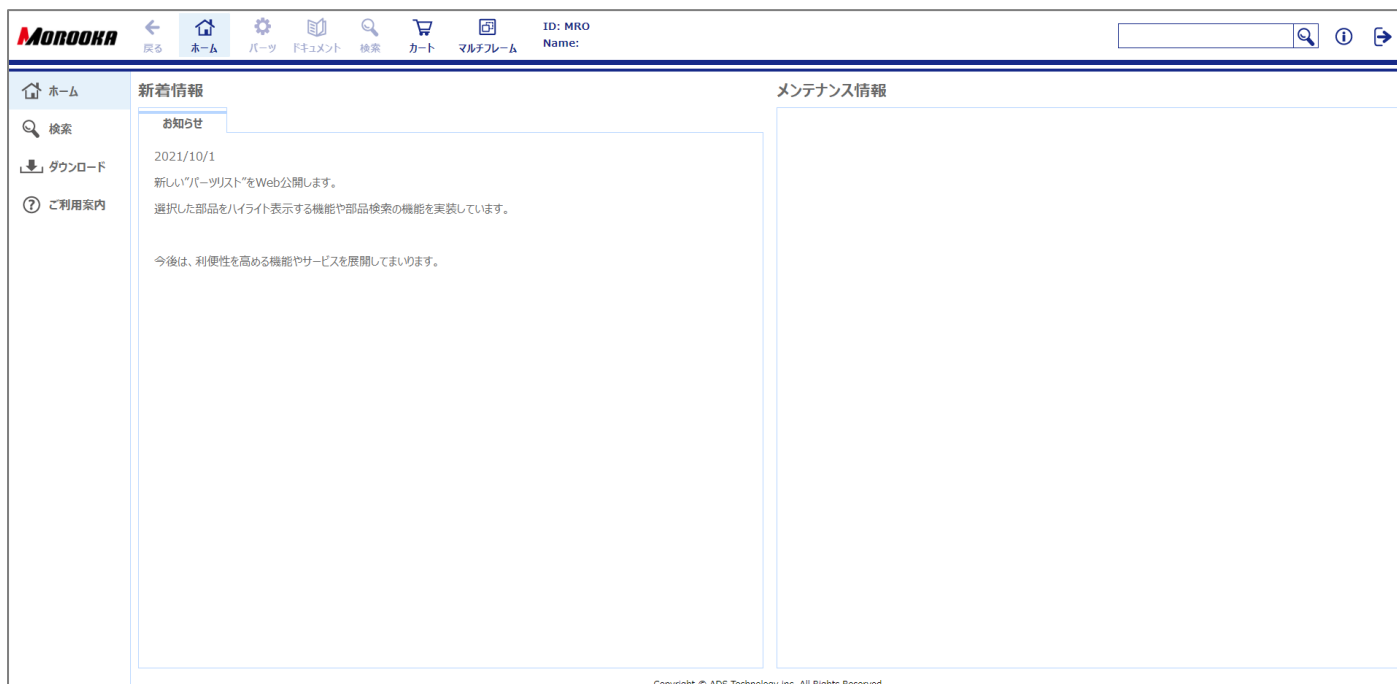 MOROOKA
戻る
ホーム
パーツ
ドキュメント
検索
カート
マルチフレーム
ID: MRO
Name:
ホーム
検索
ダウンロード
ご利用案内
新着情報
お知らせ
2021/10/1
新しい”パーツリスト”をWeb公開します。
選択した部品をハイライト表示する機能や部品検索の機能を実装しています。
今後は、利便性を高める機能やサービスを展開してまいります。
メンテナンス情報
Copyright © ADS Technology inc. All Rights Reserved